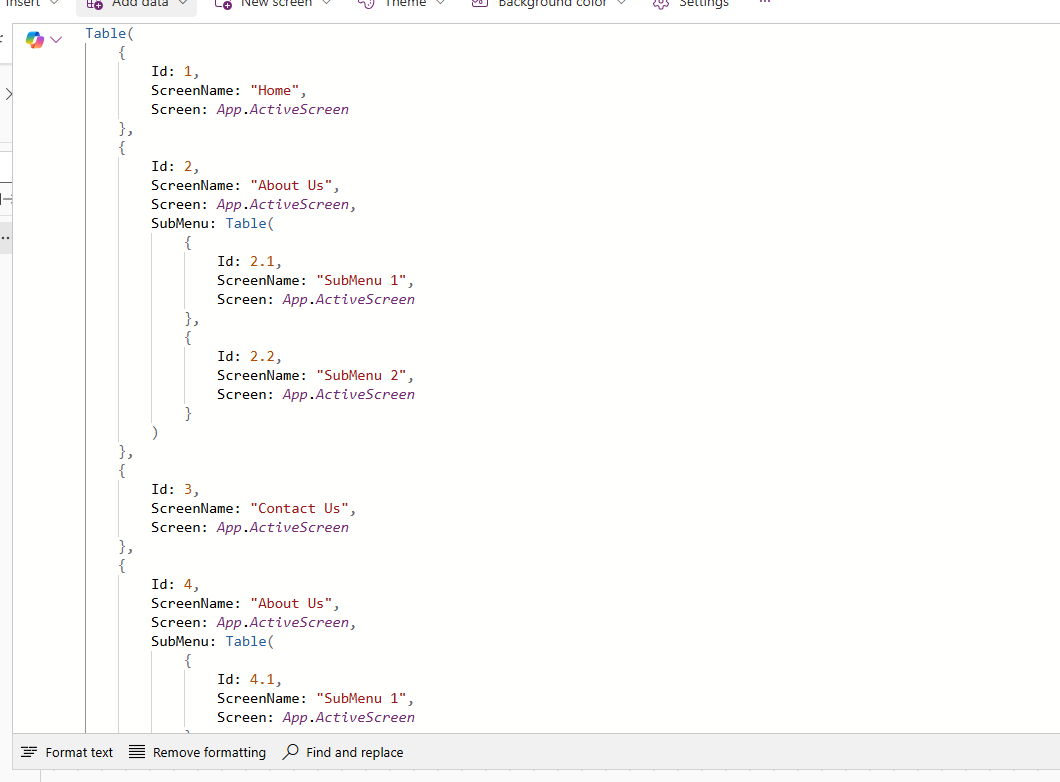 Insert Add data New screen Theme Background color Settings ...
Table(
{
Id: 1,
ScreenName: "Home",
Screen: App.ActiveScreen
},
{
Id: 2,
ScreenName: "About Us",
Screen: App.ActiveScreen,
SubMenu: Table(
{
Id: 2.1,
ScreenName: "SubMenu 1",
Screen: App.ActiveScreen
},
{
Id: 2.2,
ScreenName: "SubMenu 2",
Screen: App.ActiveScreen
}
)
},
{
Id: 3,
ScreenName: "Contact Us",
Screen: App.ActiveScreen
},
{
Id: 4,
ScreenName: "About Us",
Screen: App.ActiveScreen,
SubMenu: Table(
{
Id: 4.1,
ScreenName: "SubMenu 1",
Screen: App.ActiveScreen
Format text Remove formatting Find and replace